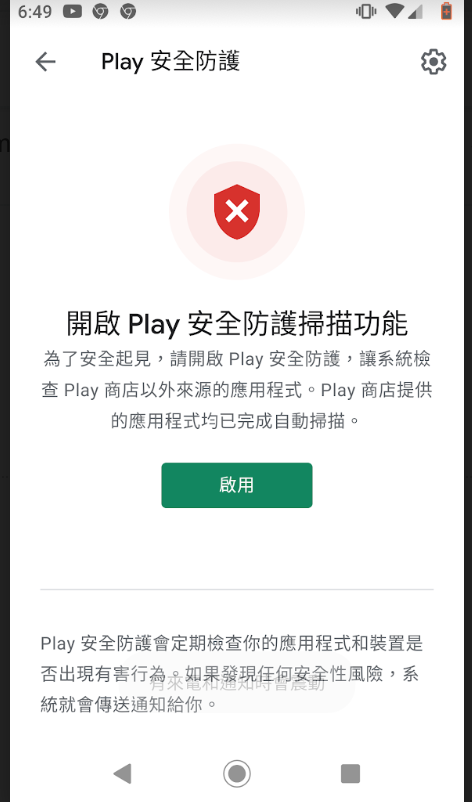 6:49
Play 安全防護
開啟 Play 安全防護掃描功能
為了安全起見，請開啟 Play 安全防護，讓系統檢
查 Play 商店以外來源的應用程式。Play 商店提供
的應用程式均已完成自動掃描。
啟用
Play 安全防護會定期檢查你的應用程式和裝置是
否出現有害行為。如果發現任何安全性風險，系
有來電和通知時會震動
統就會傳送通知給你。